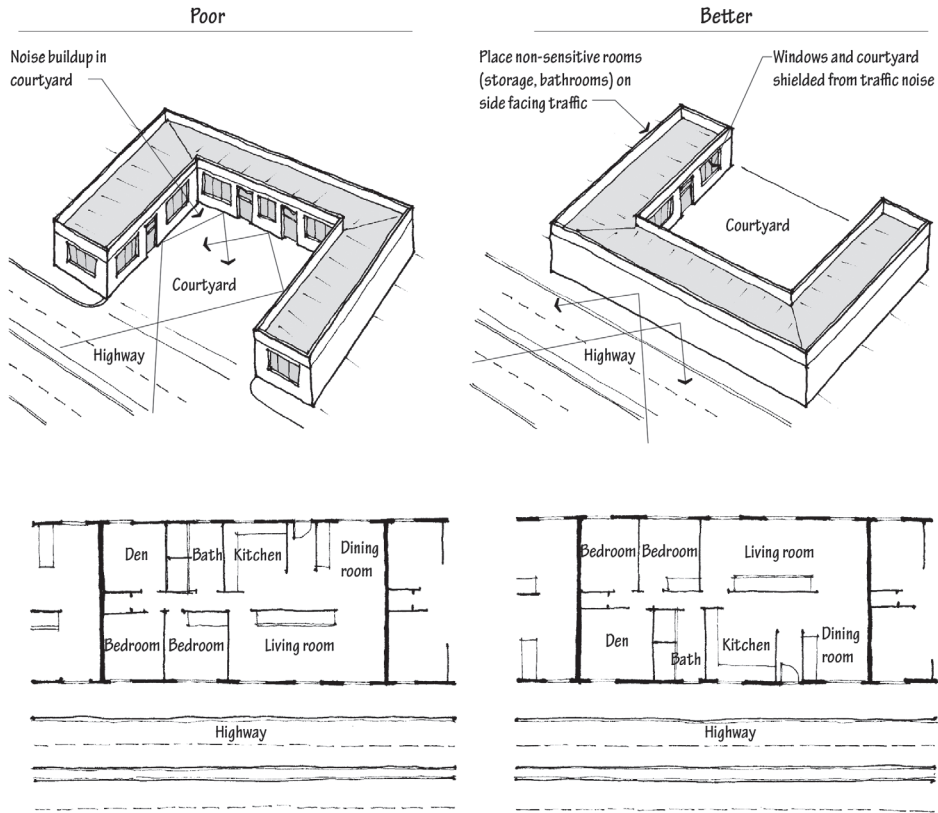 Poor
Noise buildup in
courtyard
Courtyard
Highway
Better
Place non-sensitive rooms
(storage, bathrooms) on
side facing traffic
Windows and courtyard
shielded from traffic noise
Courtyard
Highway
Den
Bath
Kitchen
Dining
room
Bedroom
Bedroom
Living room
Highway
Bedroom
Bedroom
Living room
Den
Bath
Kitchen
Dining
room
Highway